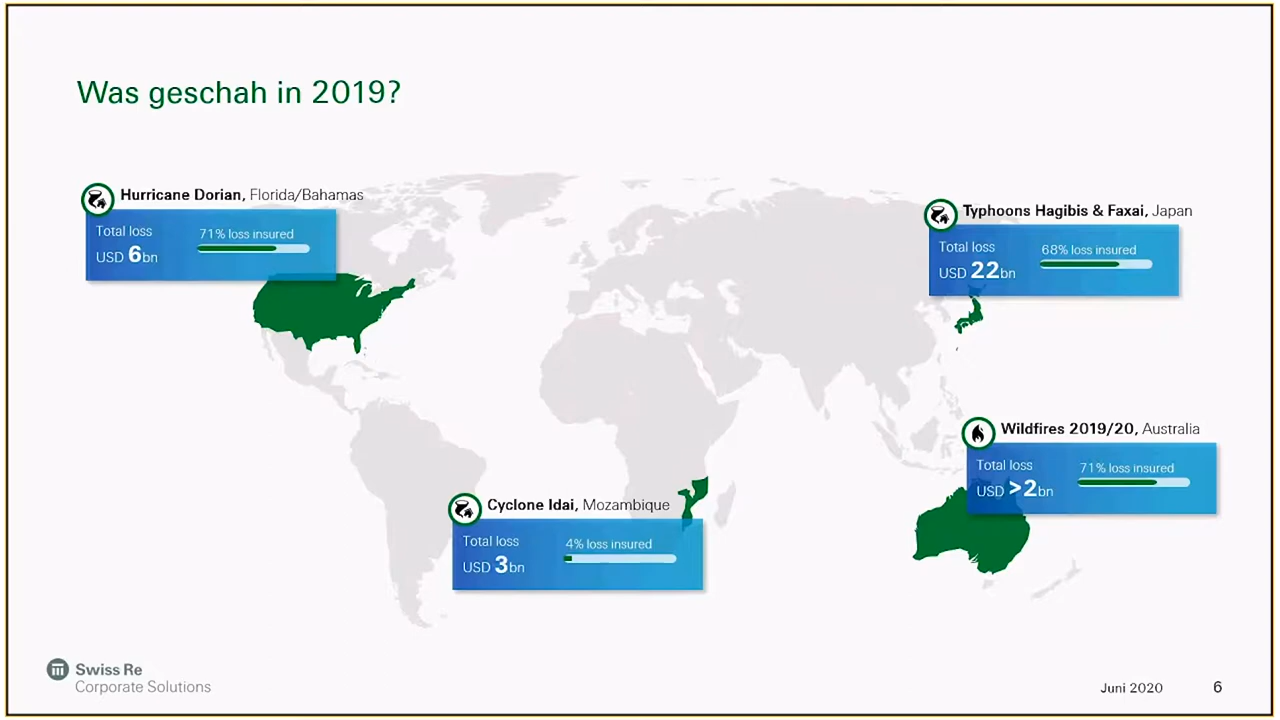 Was geschah in 2019?
Hurricane Dorian, Florida/Bahamas
Total loss
USD 6bn
71% loss insured
Typhoons Hagibis & Faxai, Japan
Total loss
USD 22bn
68% loss insured
Wildfires 2019/20, Australia
Total loss
USD >2bn
71% loss insured
Cyclone Idai, Mozambique
Total loss
USD 3bn
4% loss insured
Swiss Re
Corporate Solutions
Juni 2020
6